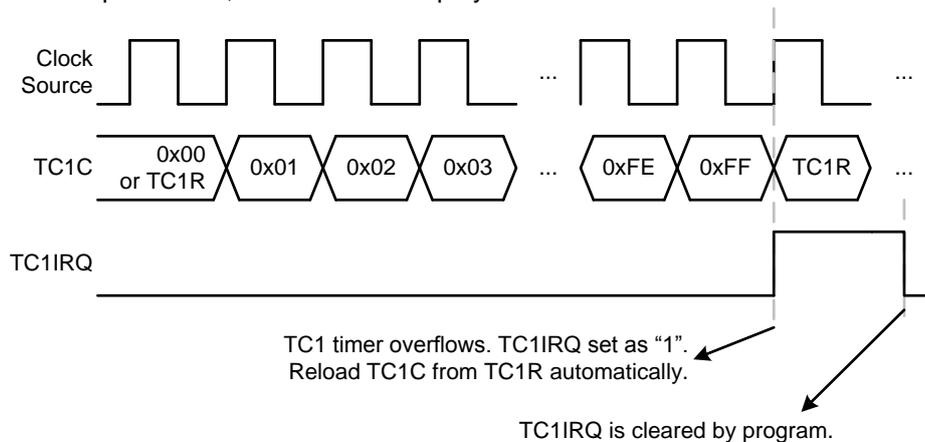 Clock
Source
...
...
TC1C
0x00
or TC1R
0x01
0x02
0x03
...
0xFE
0xFF
TC1R
...
TC1IRQ
TC1 timer overflows. TC1IRQ set as “1”.
Reload TC1C from TC1R automatically.
TC1IRQ is cleared by program.